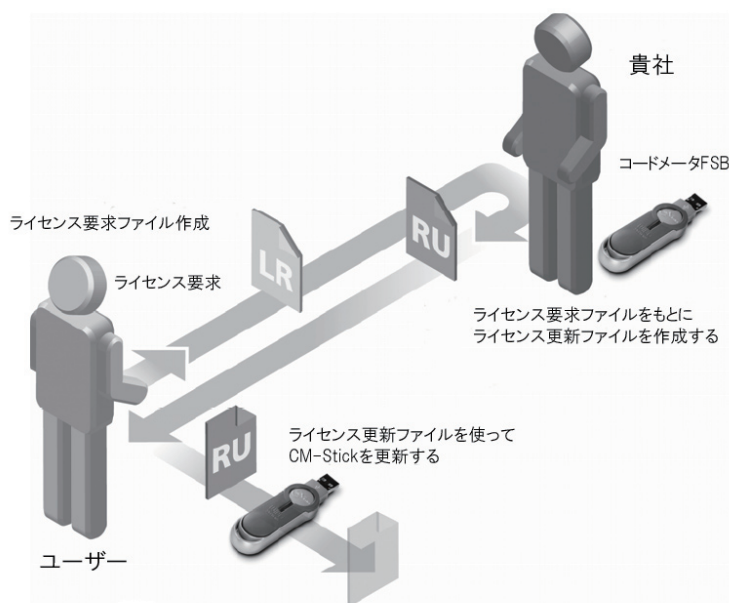 貴社
コードメータFSB
ライセンス要求ファイル作成
RU
LR
ライセンス要求
ライセンス要求ファイルをもとに
ライセンス更新ファイルを作成する
ライセンス更新ファイルを使って
CM-Stickを更新する
RU
ユーザー